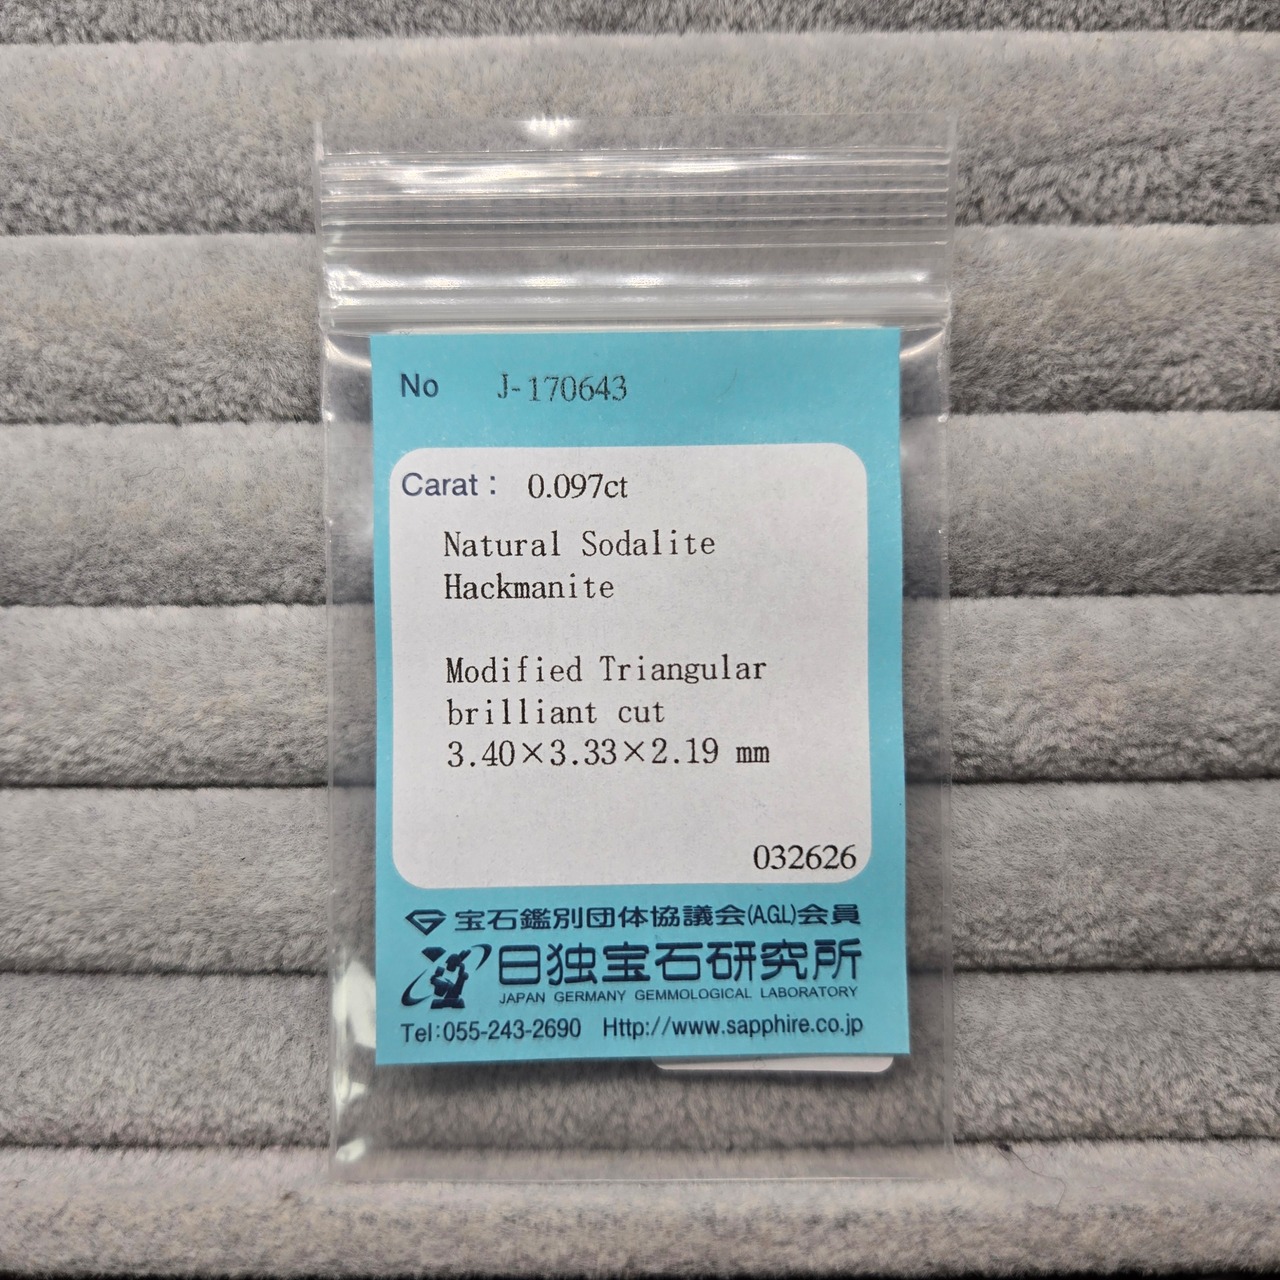 No J-170643
Carat： 0.097ct
Natural Sodalite
Hackmanite
Modified Triangular
brilliant cut
3.40×3.33×2.19 mm
032626
宝石鑑別団体協議会(AGL)会員
日独宝石研究所
JAPAN GERMANY GEMMOLOGICAL LABORATORY
Tel:055-243-2690 Http://www.sapphire.co.jp